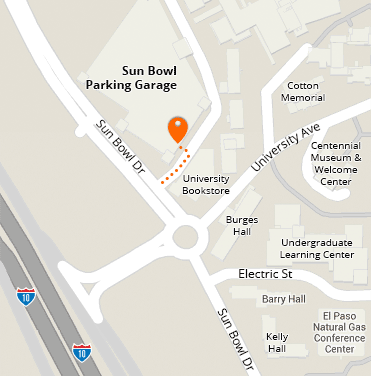 Sun Bowl
Parking Garage
Cotton
Memorial
Sun Bowl Dr
University Ave
Centennial
Museum &
Welcome
Center
University
Bookstore
Burges
Hall
Undergraduate
Learning Center
Electric St
Barry Hall
10
El Paso
Natural Gas
Conference
Center
Sun Bowl Dr
Kelly
Hall
10